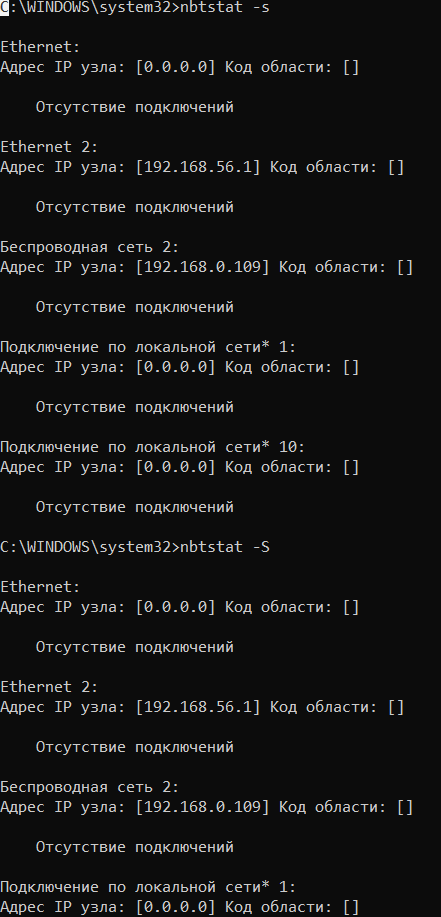 C:\WINDOWS\system32>nbtstat -s
Ethernet:
Адрес IP узла: [0.0.0.0] Код области: []
Отсутствие подключений
Ethernet 2:
Адрес IP узла: [192.168.56.1] Код области: []
Отсутствие подключений
Беспроводная сеть 2:
Адрес IP узла: [192.168.0.109] Код области: []
Отсутствие подключений
Подключение по локальной сети* 1:
Адрес IP узла: [0.0.0.0] Код области: []
Отсутствие подключений
Подключение по локальной сети* 10:
Адрес IP узла: [0.0.0.0] Код области: []
Отсутствие подключений
C:\WINDOWS\system32>nbtstat -S
Ethernet:
Адрес IP узла: [0.0.0.0] Код области: []
Отсутствие подключений
Ethernet 2:
Адрес IP узла: [192.168.56.1] Код области: []
Отсутствие подключений
Беспроводная сеть 2:
Адрес IP узла: [192.168.0.109] Код области: []
Отсутствие подключений
Подключение по локальной сети* 1:
Адрес IP узла: [0.0.0.0] Код области: []